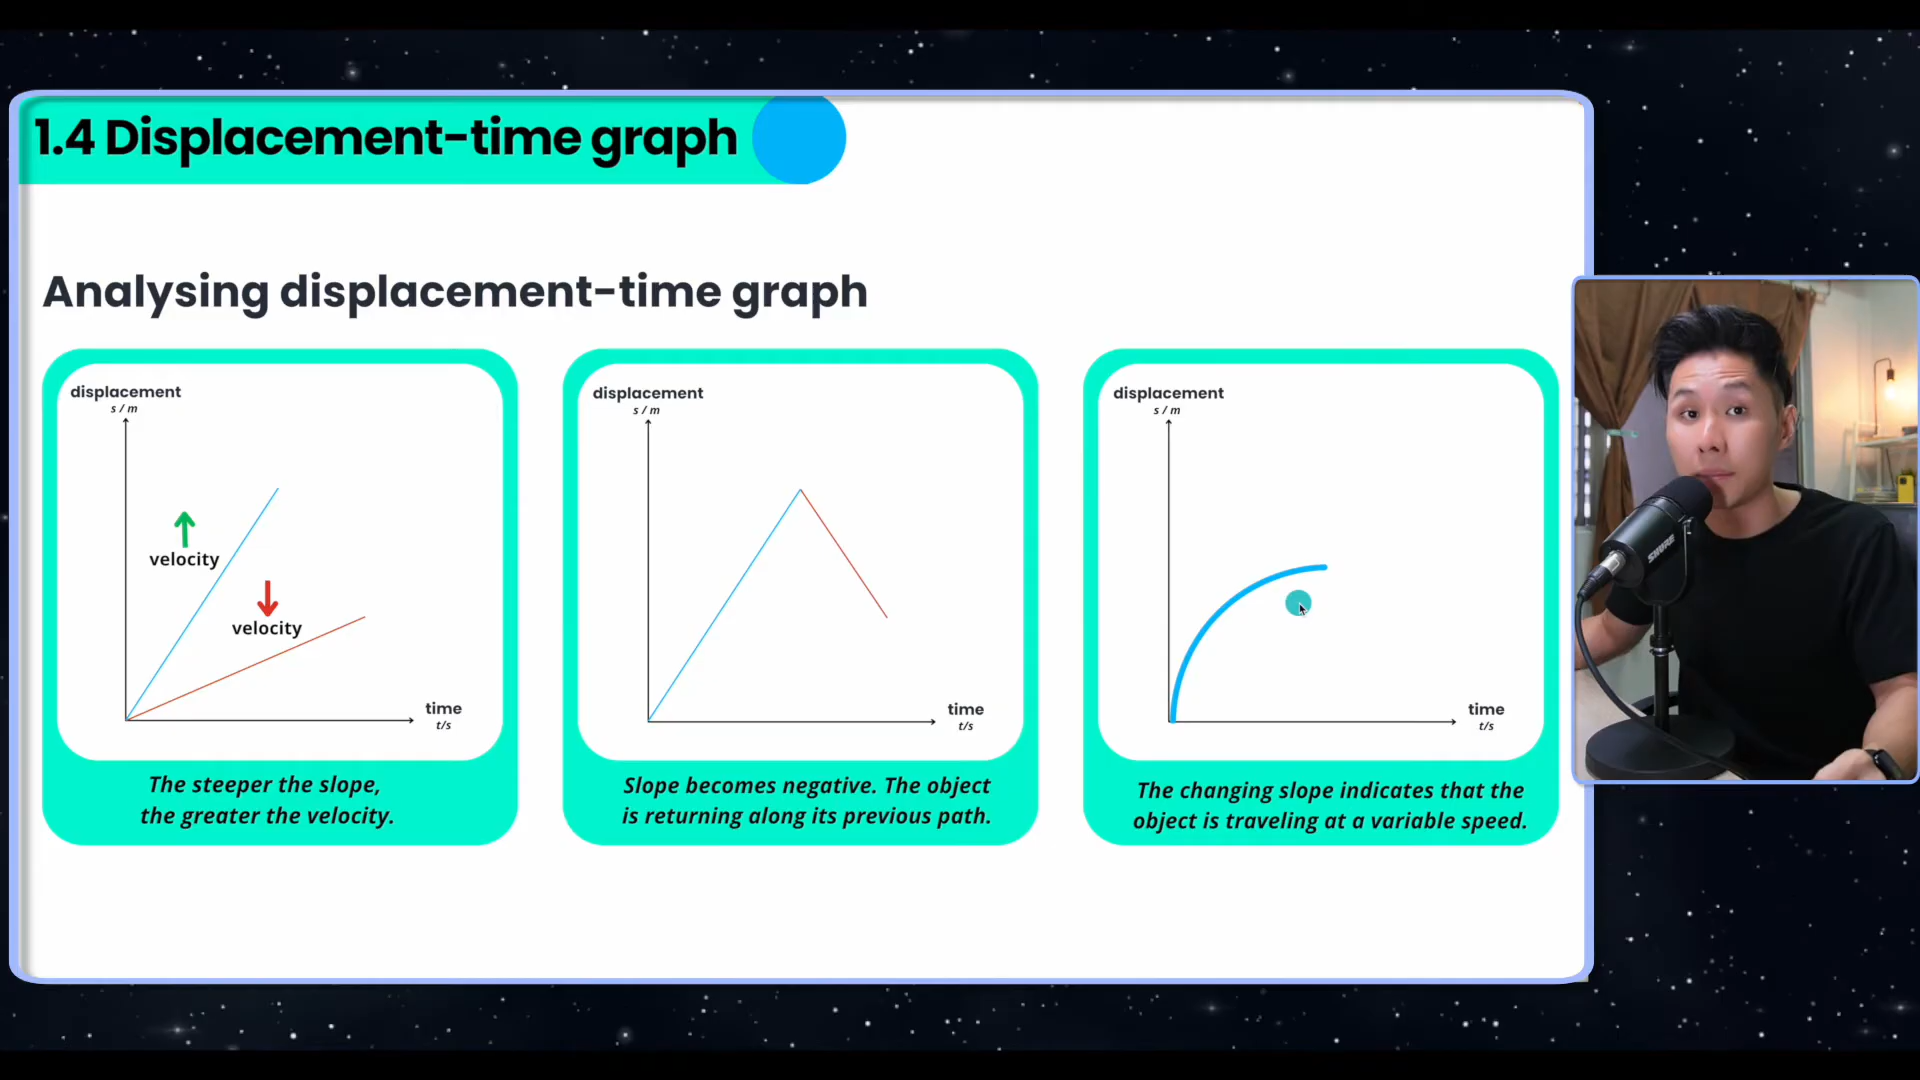 1.4 Displacement-time graph
Analysing displacement-time graph
displacement
s / m
velocity
velocity
time
t/s
The steeper the slope,
the greater the velocity.
displacement
s / m
time
t/s
Slope becomes negative. The object
is returning along its previous path.
displacement
s / m
time
t/s
The changing slope indicates that the
object is traveling at a variable speed.
SHURE